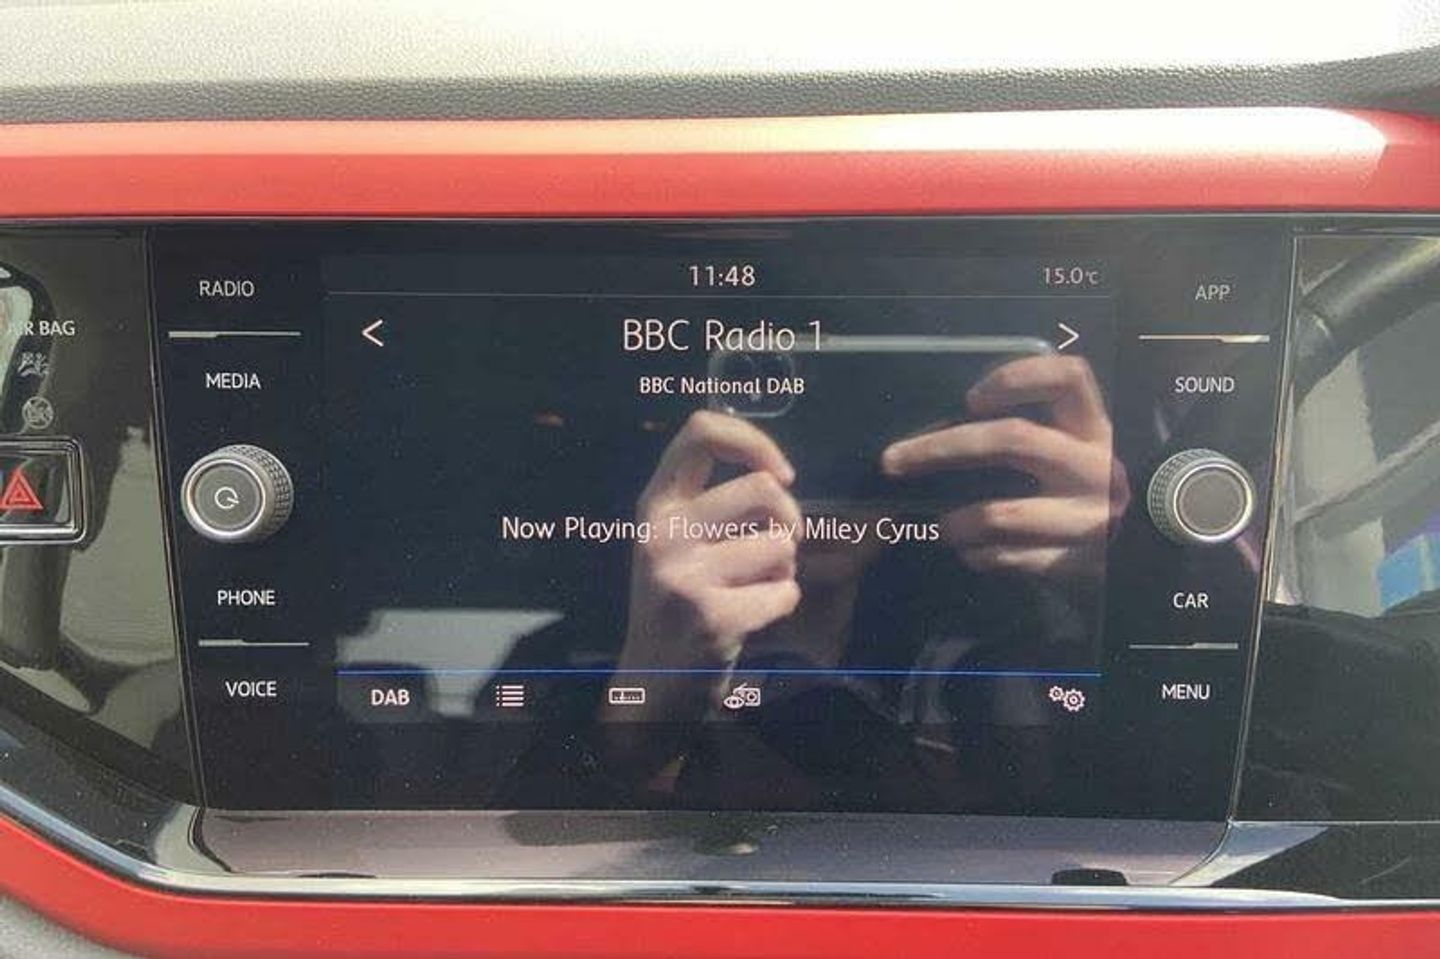 11:48
15.0°C
RADIO
APP
BBC Radio 1
AIR BAG
MEDIA
BBC National DAB
SOUND
Now Playing: Flowers by Miley Cyrus
PHONE
CAR
VOICE
DAB
MENU